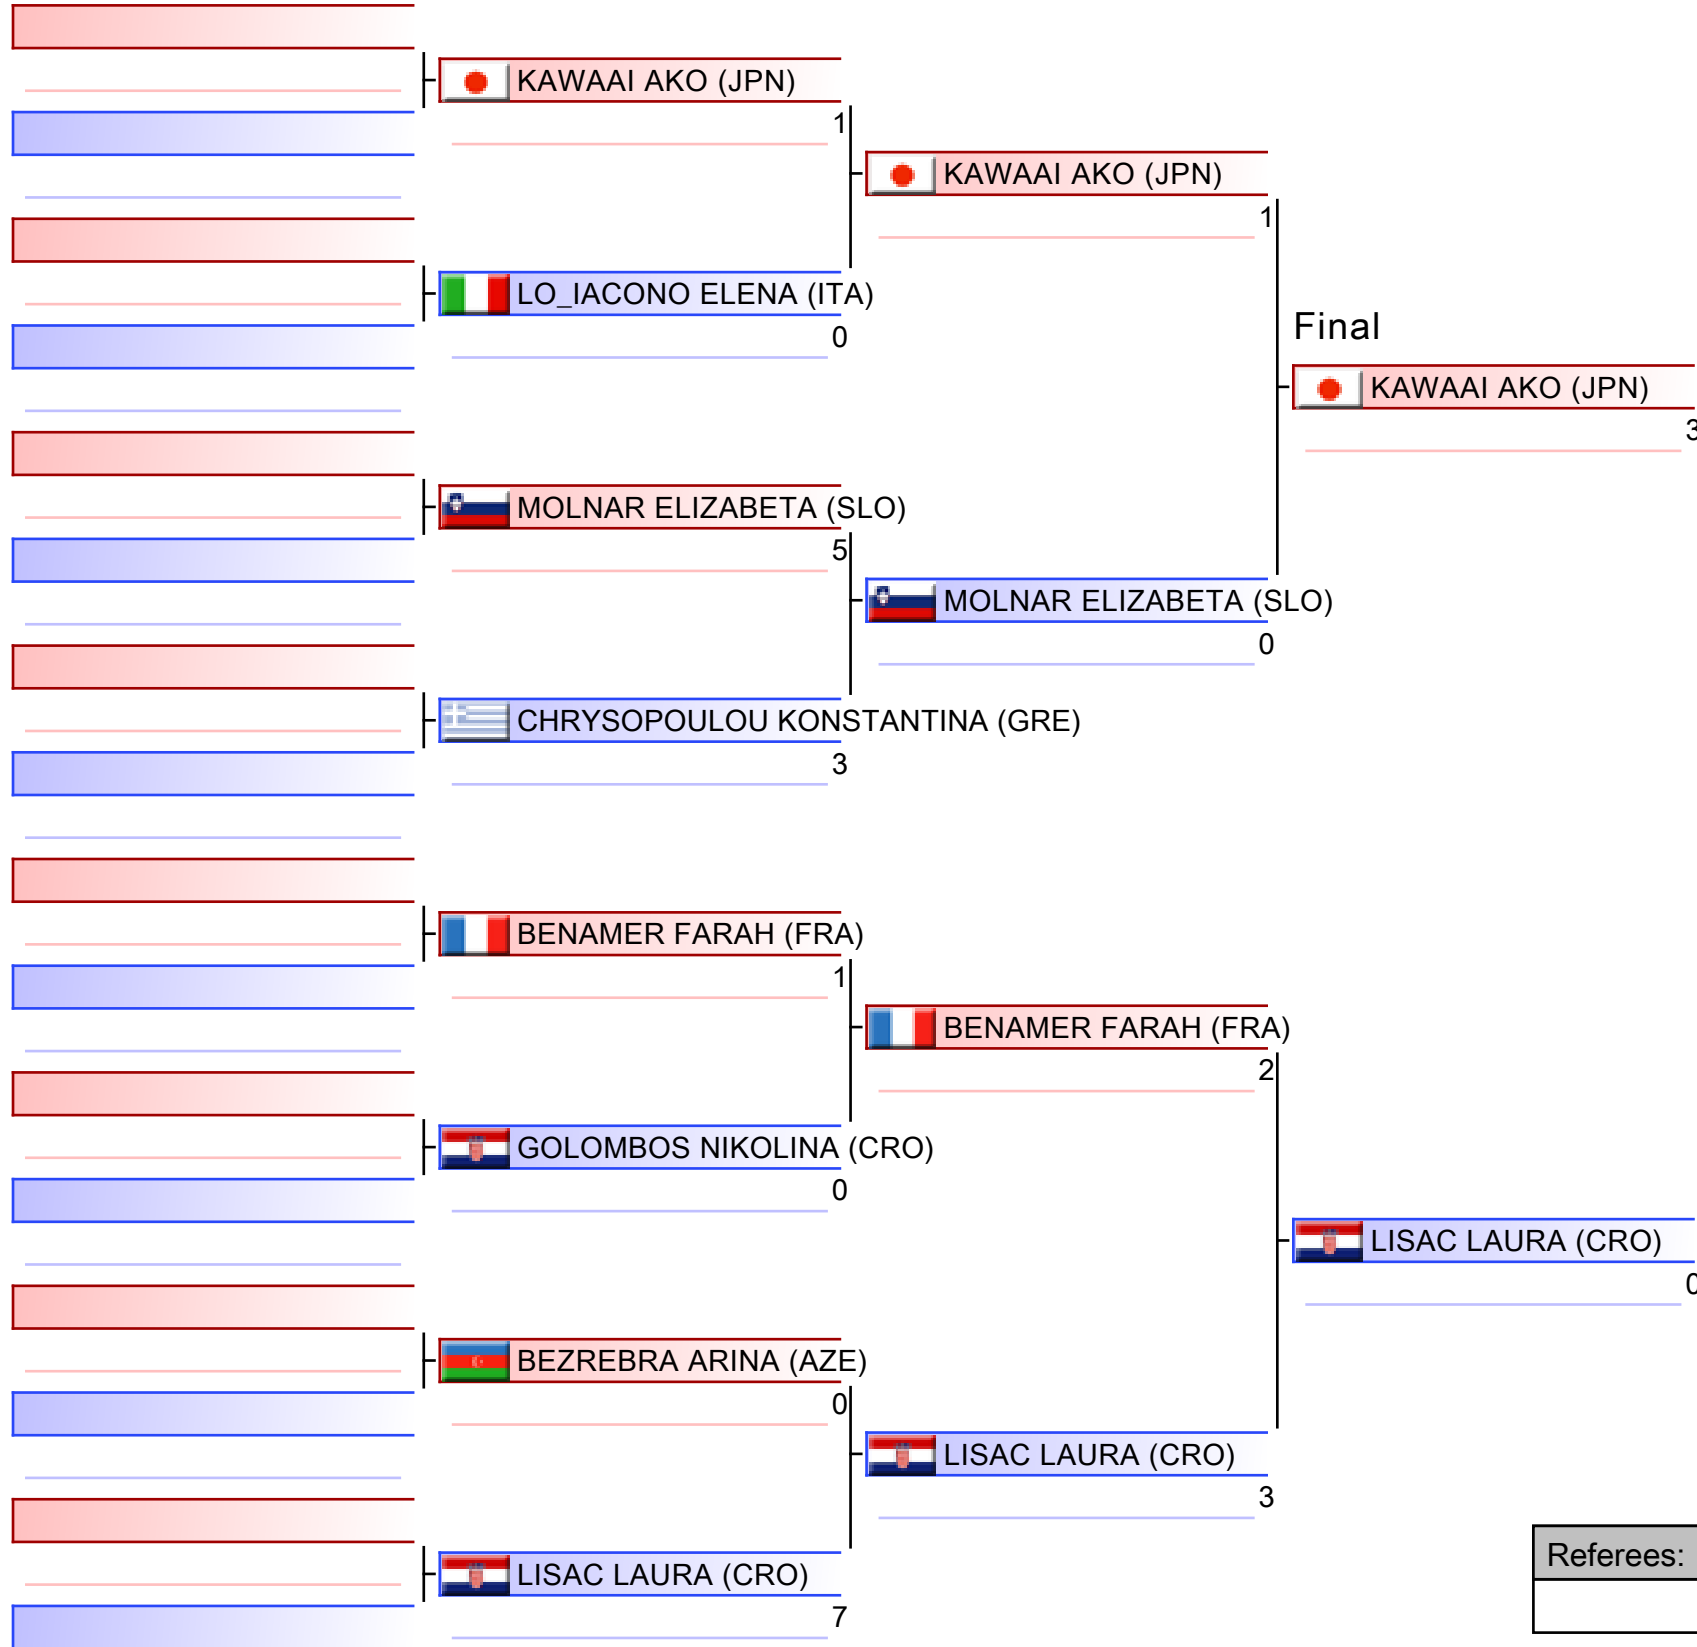 KAWAAI AKO (JPN)
1
KAWAAI AKO (JPN)
1
LO_IACONO ELENA (ITA)
0
Final
KAWAAI AKO (JPN)
3
MOLNAR ELIZABETA (SLO)
5
MOLNAR ELIZABETA (SLO)
0
CHRYSOPOULOU KONSTANTINA (GRE)
3
BENAMER FARAH (FRA)
1
BENAMER FARAH (FRA)
2
GOLOMBOS NIKOLINA (CRO)
0
LISAC LAURA (CRO)
0
BEZREBRA ARINA (AZE)
0
LISAC LAURA (CRO)
3
Referees:
LISAC LAURA (CRO)
7